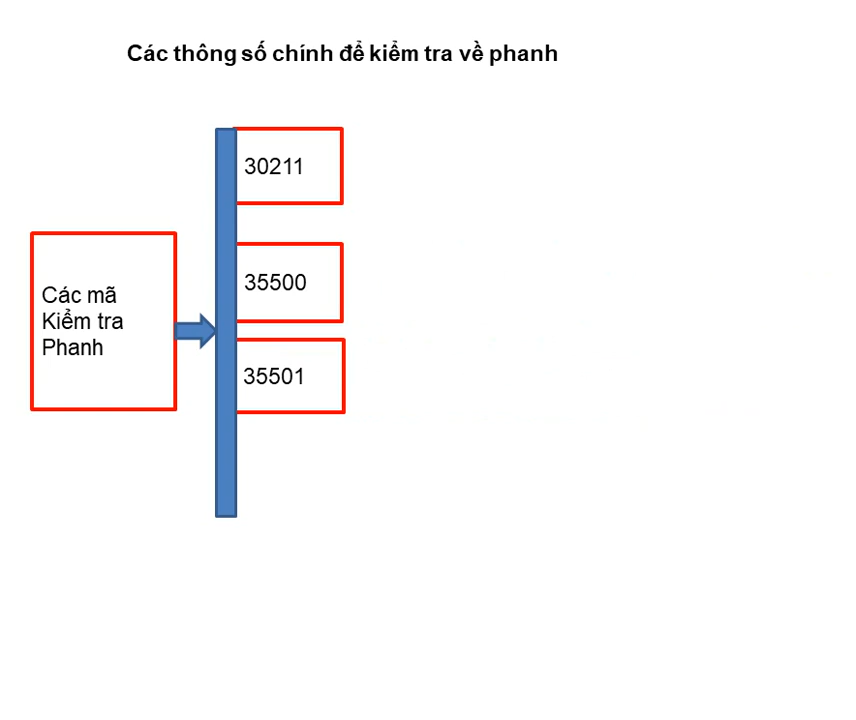 Các thông số chính để kiểm tra về phanh
30211
35500
Các mã
Kiểm tra
Phanh
35501